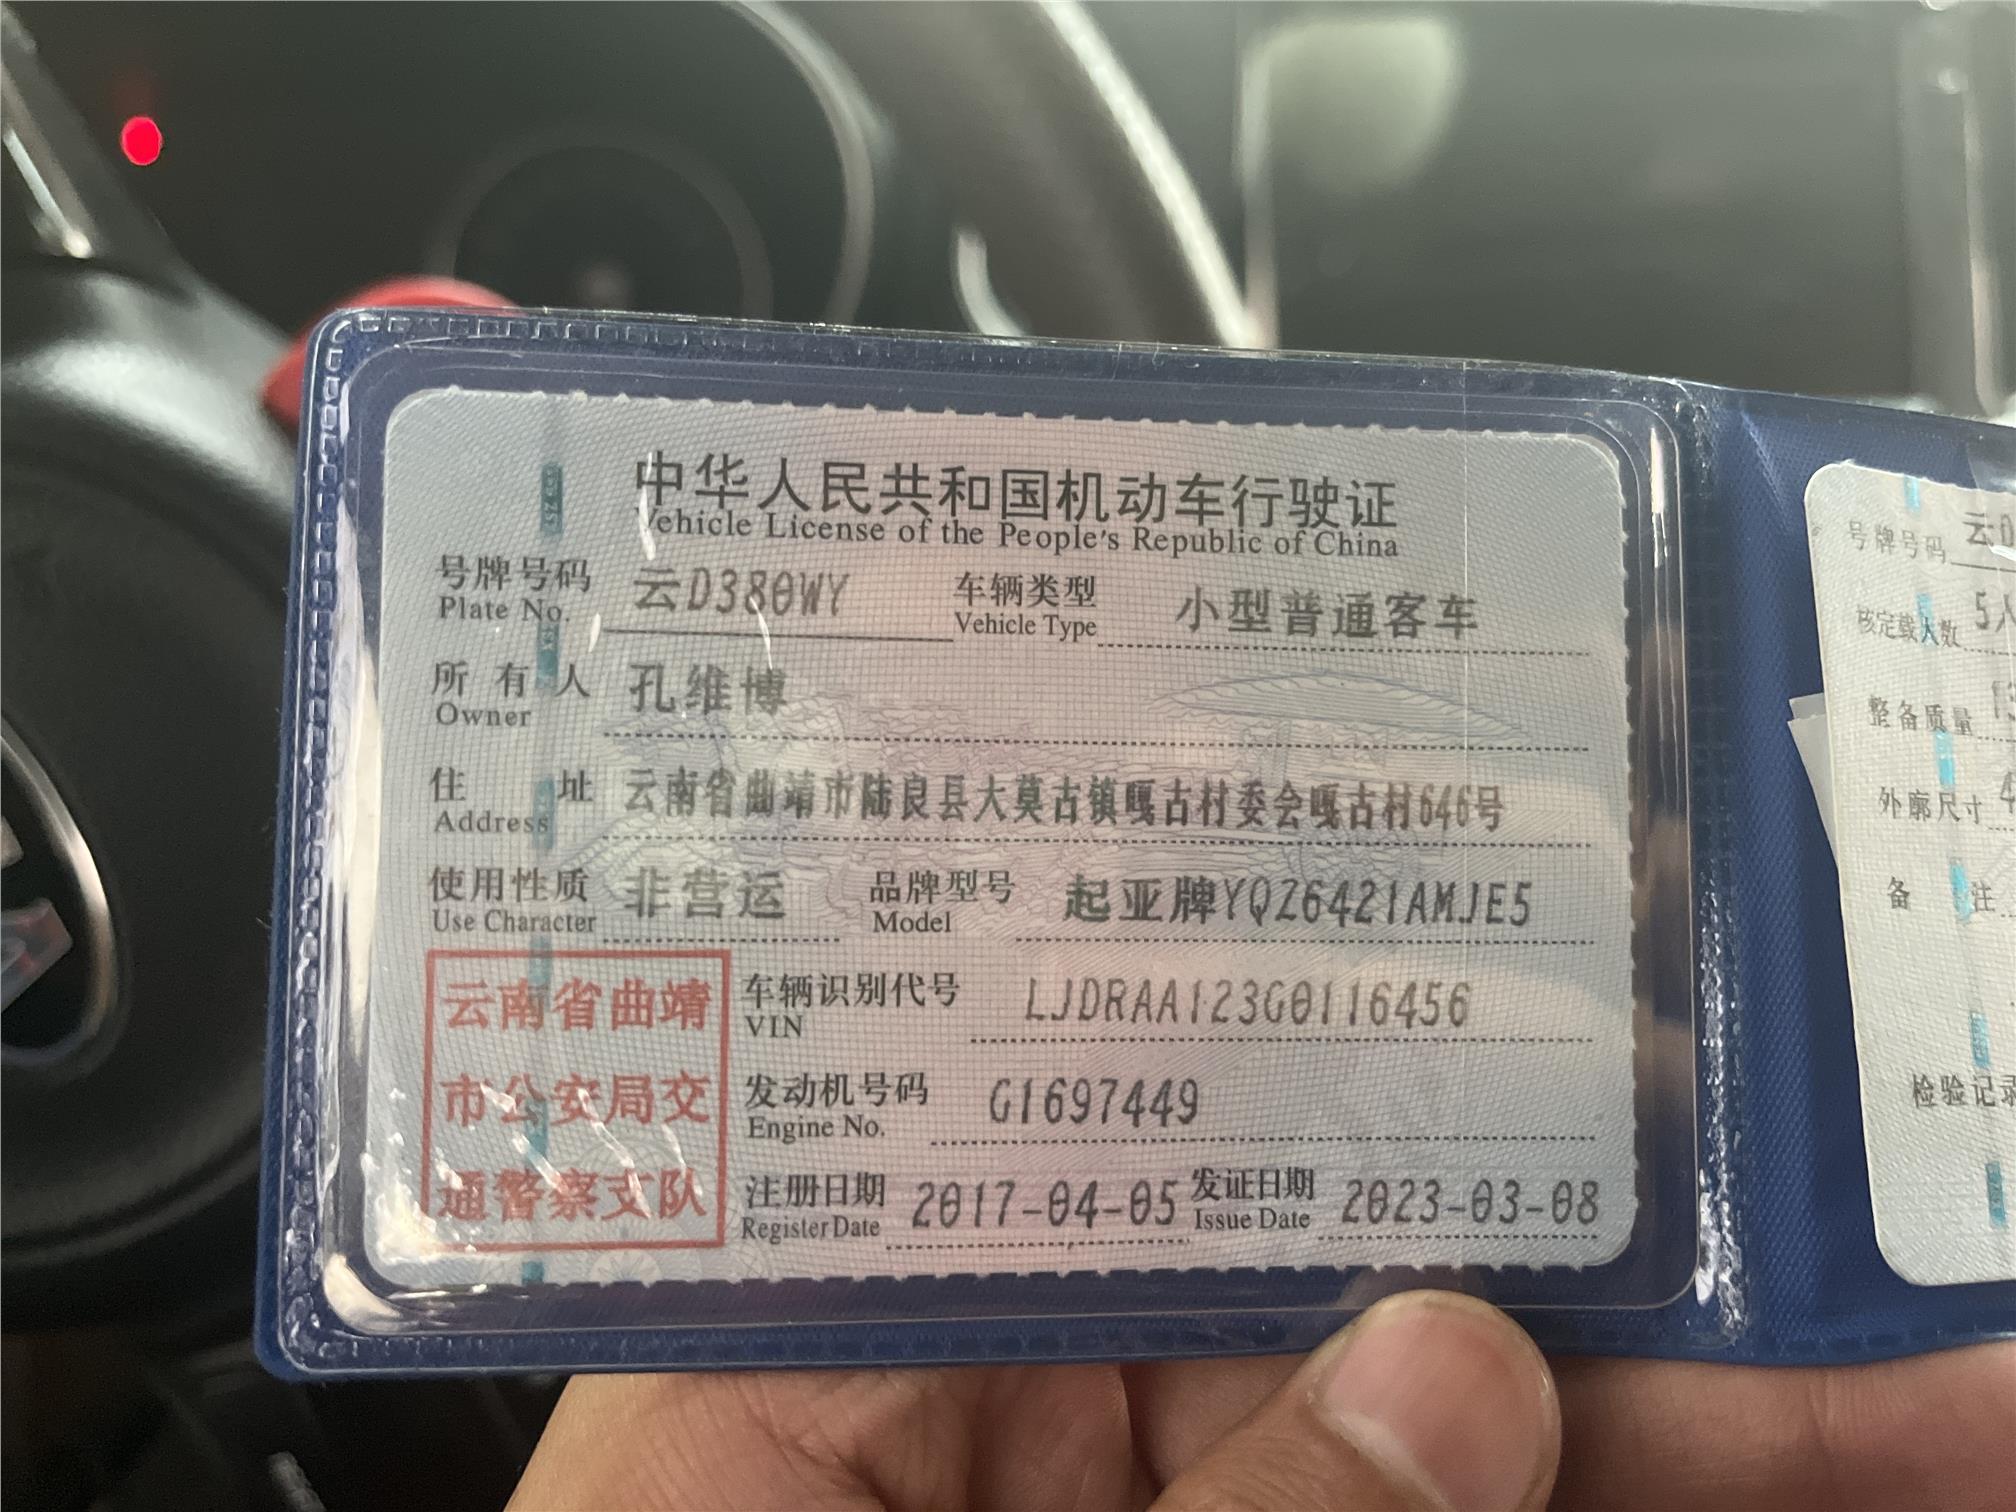 中华人民共和国机动车行驶证
Vehicle License of the People's Republic of China
号牌号码 云D380WY 车辆类型 小型普通客车
Plate No. Vehicle Type
所有人 孔维博
Owner
住址 云南省曲靖市陆良县大莫古镇嘎古村委会嘎古村646号
Address
使用性质 非营运 品牌型号 起亚牌YQZ6421AMJE5
Use Character Model
云南省曲靖
市公安局交
通警察支队
车辆识别代号 LJDRAA123G0116456
VIN
发动机号码 G1697449
Engine No.
注册日期 2017-04-05 发证日期 2023-03-08
Register Date Issue Date
号牌号码 云D
核定载人数 5人
整备质量
外廓尺寸 4
备注
检验记录